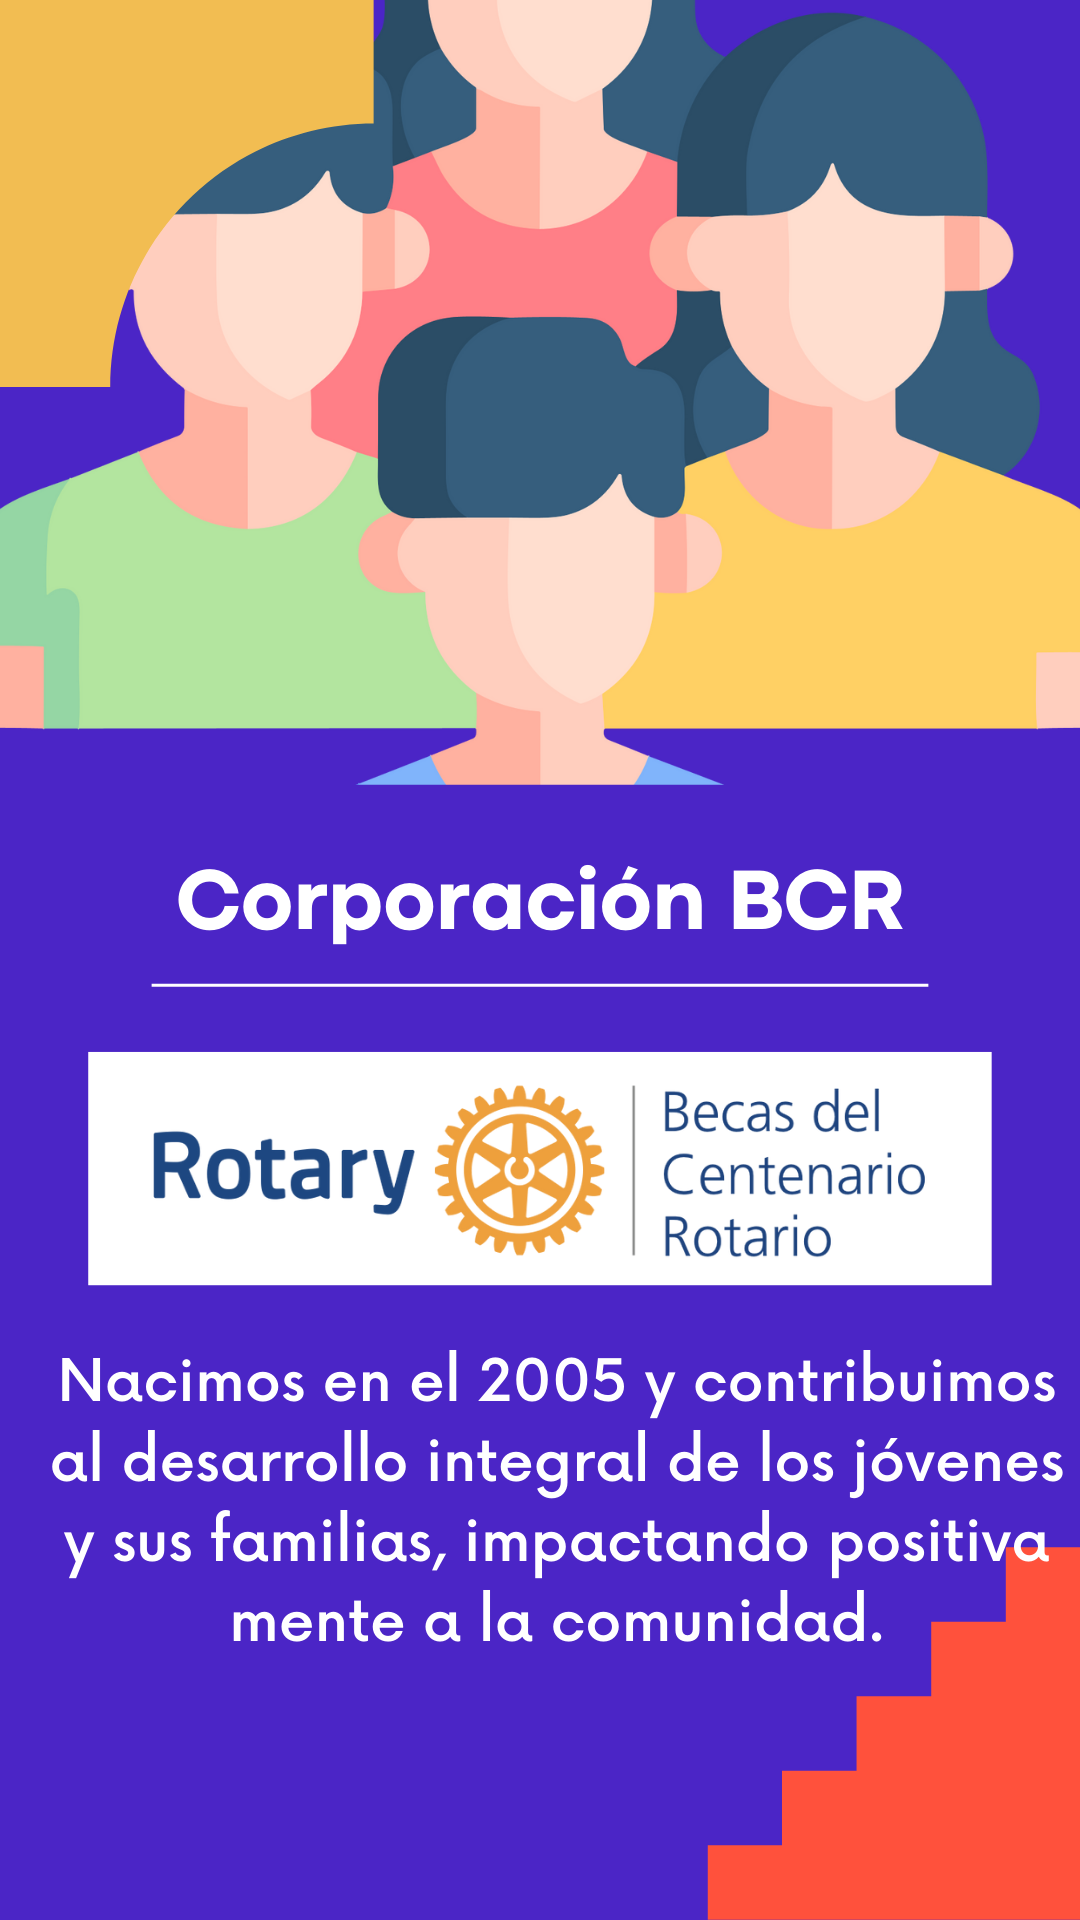 Corporación BCR
Rotary
Becas del
Centenario
Rotario
Nacimos en el 2005 y contribuimos
al desarrollo integral de los jóvenes
y sus familias, impactando positiva
mente a la comunidad.